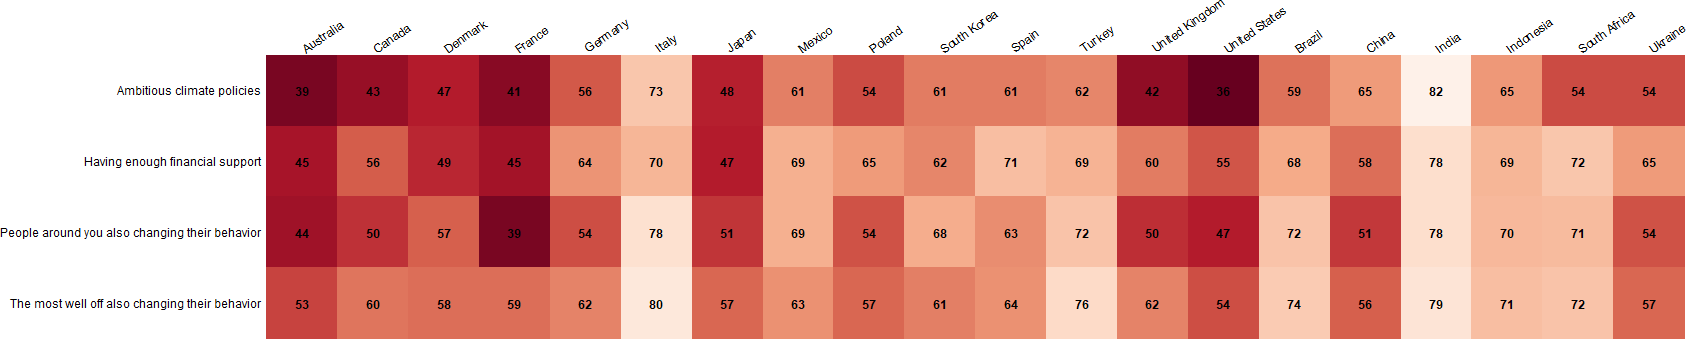 Australia Canada Denmark France Germany Italy Japan Mexico Poland South Korea Spain Turkey United Kingdom United States Brazil China India Indonesia South Africa Ukraine
Ambitious climate policies 39 43 47 41 56 73 48 61 54 61 61 62 42 36 59 65 82 65 54 54
Having enough financial support 45 56 49 45 64 70 47 69 65 62 71 69 60 55 68 58 78 69 72 65
People around you also changing their behavior 44 50 57 39 54 78 51 69 54 68 63 72 50 47 72 51 78 70 71 54
The most well off also changing their behavior 53 60 58 59 62 80 57 63 57 61 64 76 62 54 74 56 79 71 72 57